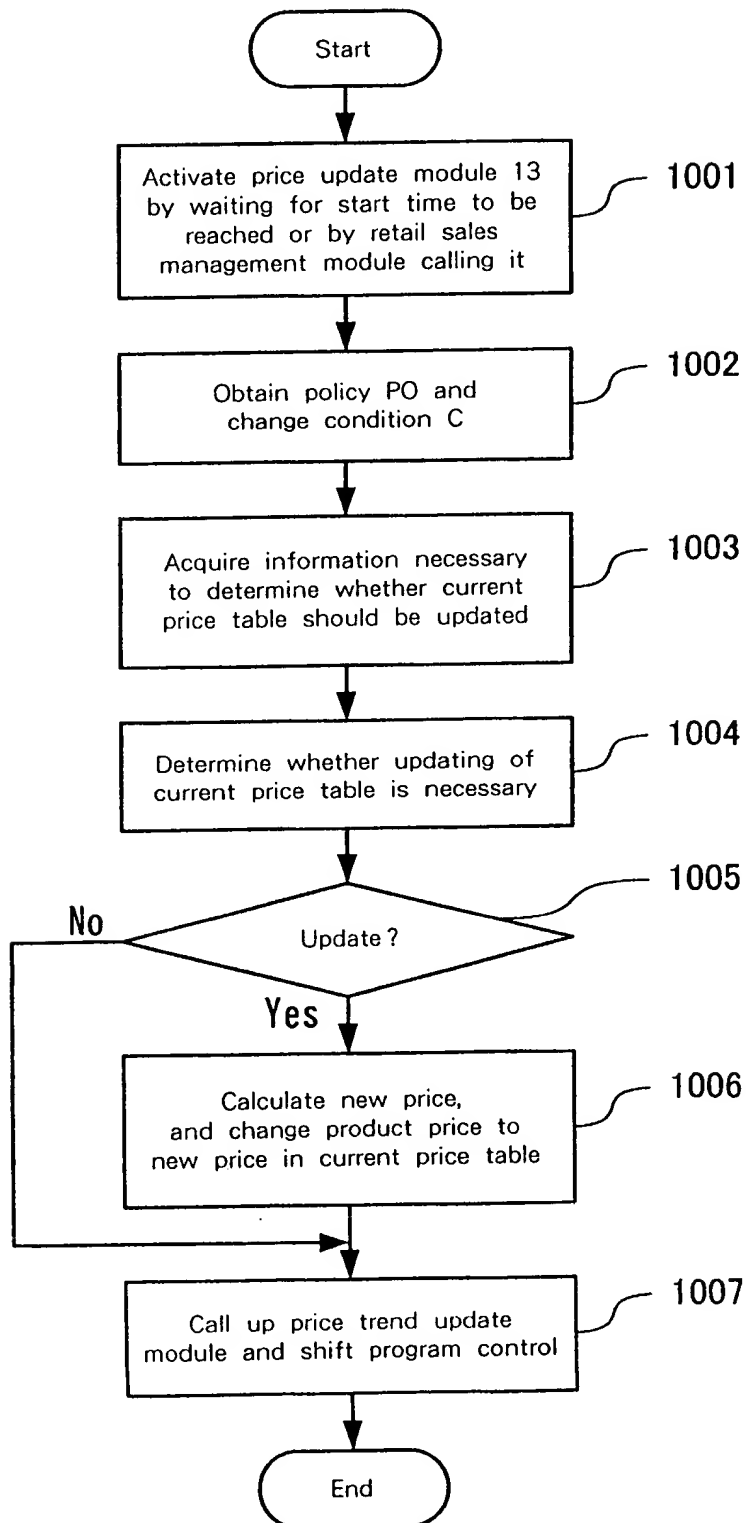 Start
Activate price update module 13
by waiting for start time to be
reached or by retail sales
management module calling it
1001
Obtain policy PO and
change condition C
1002
Acquire information necessary
to determine whether current
price table should be updated
1003
Determine whether updating of
current price table is necessary
1004
Update?
1005
No
Yes
Calculate new price,
and change product price to
new price in current price table
1006
Call up price trend update
module and shift program control
1007
End